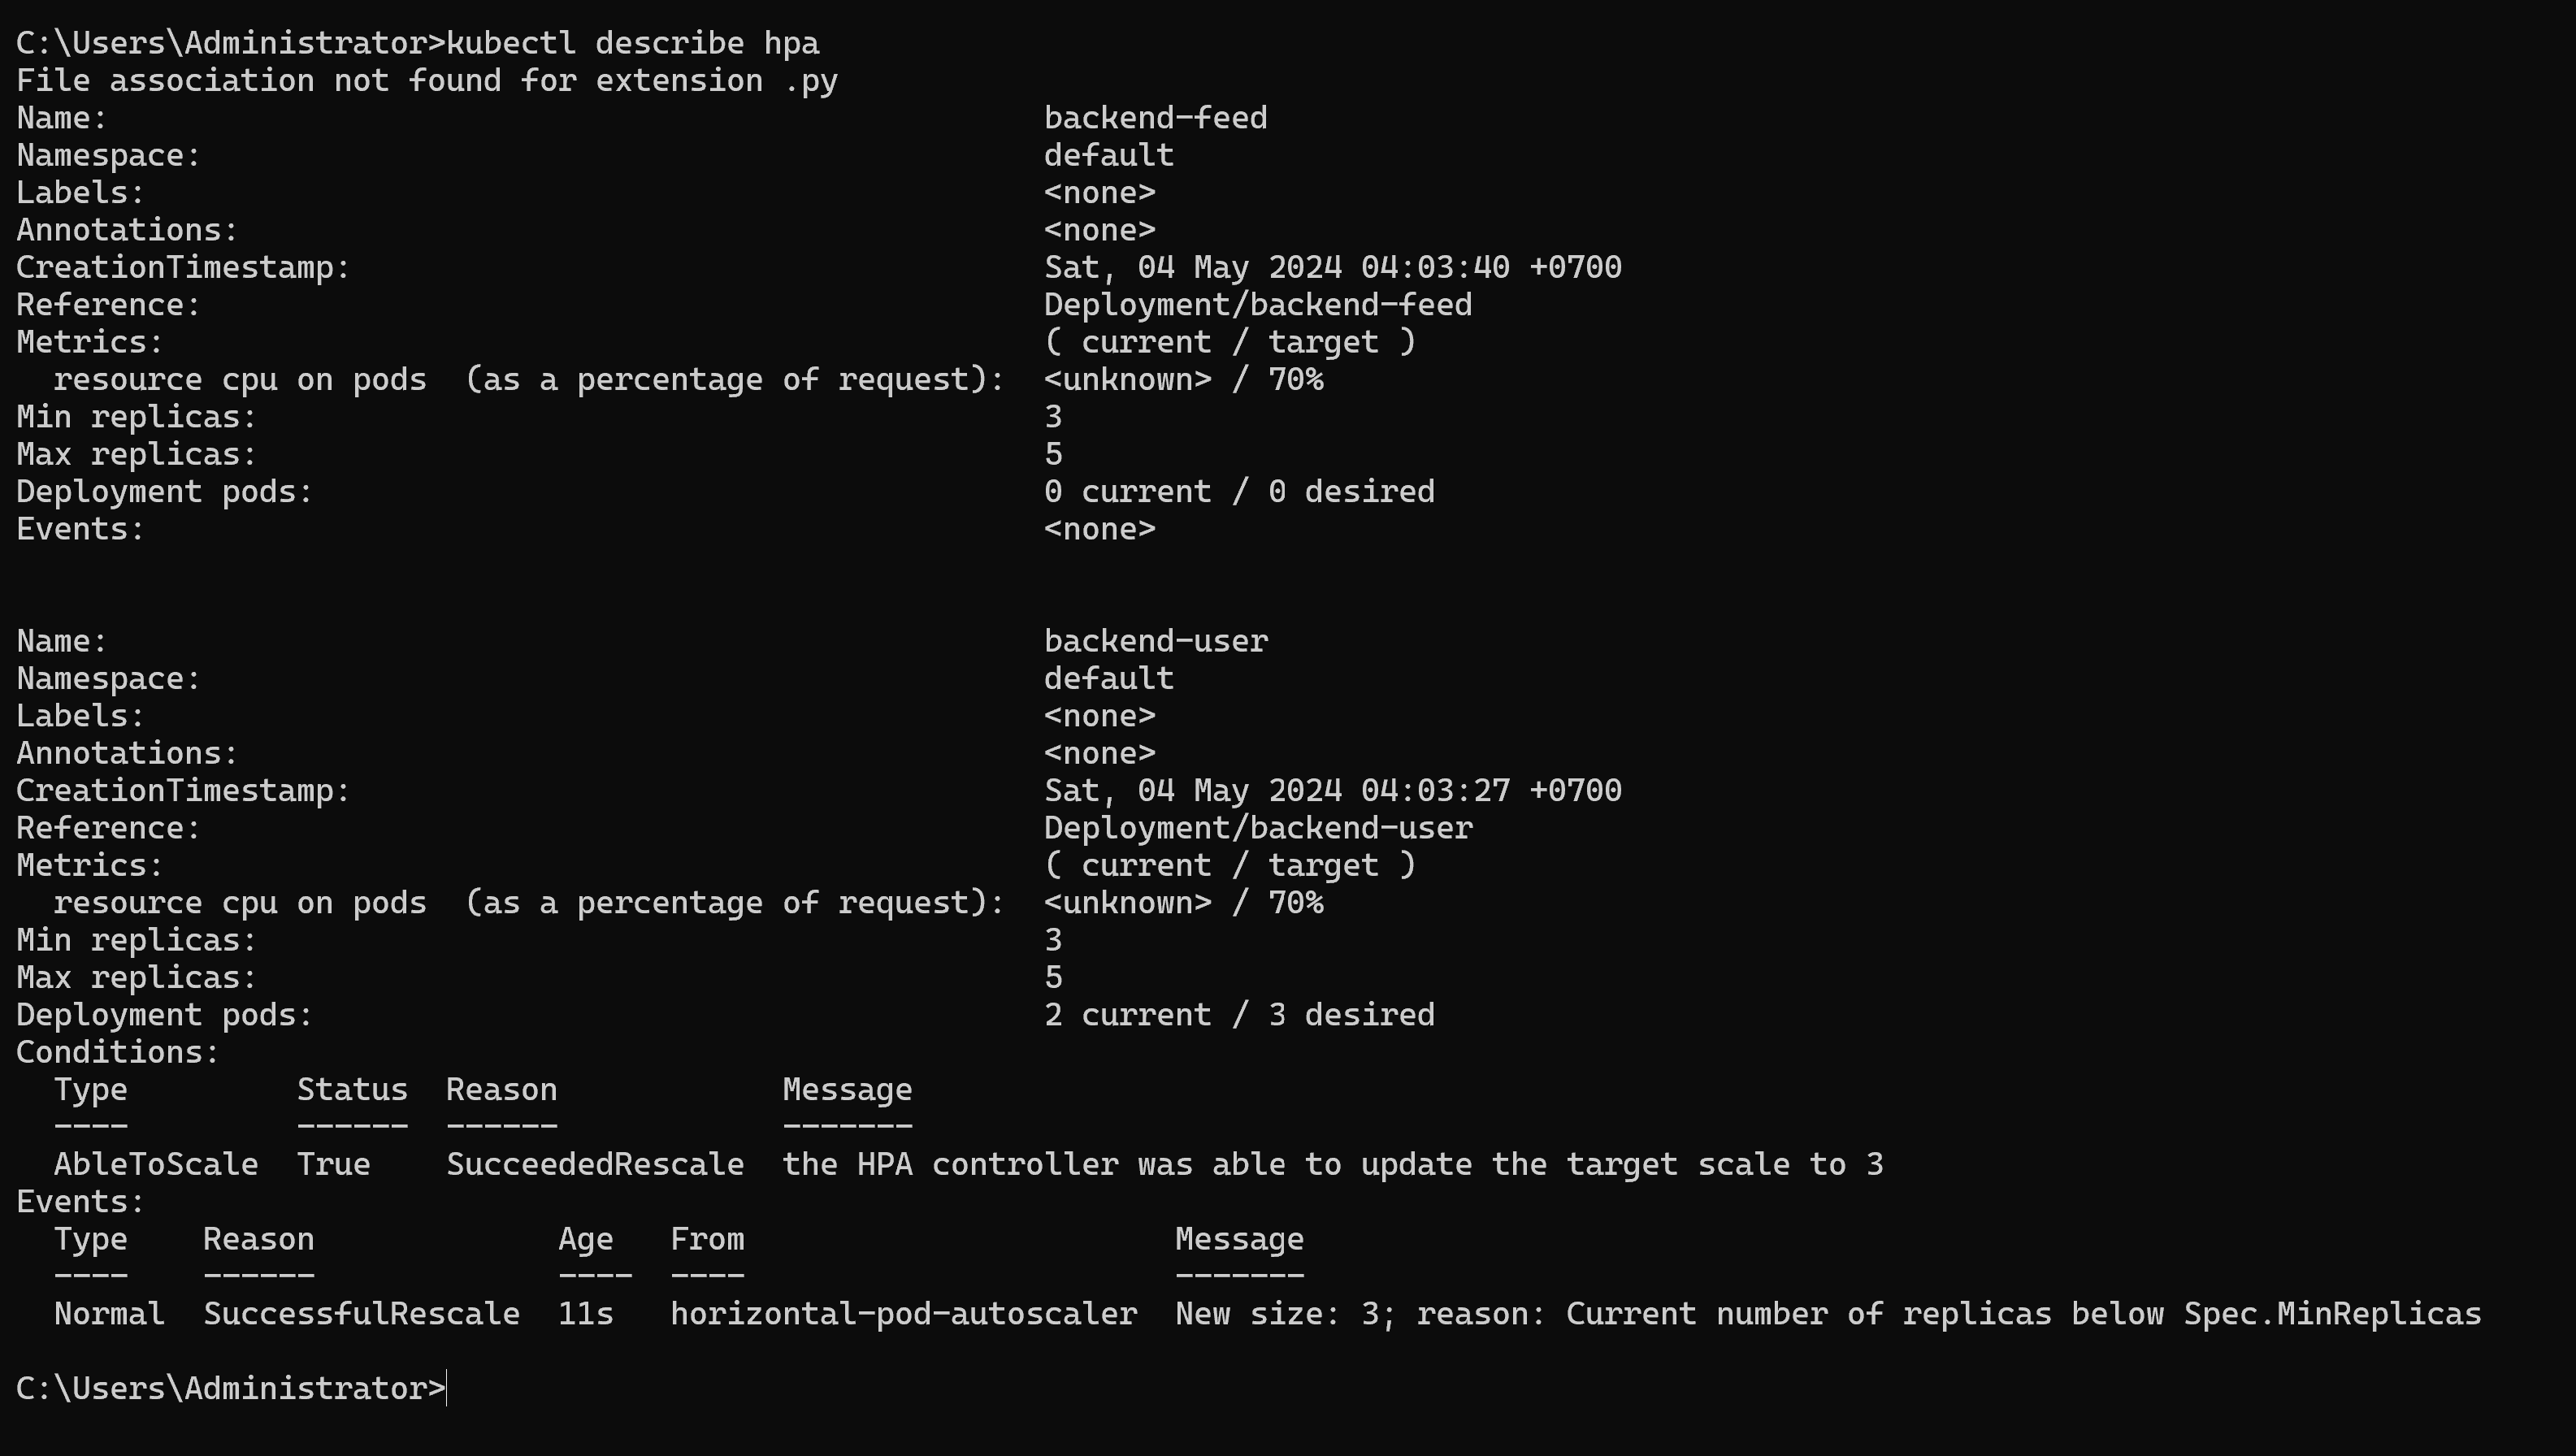 C:\Users\Administrator>kubectl describe hpa
File association not found for extension .py
Name:                                                  backend-feed
Namespace:                                             default
Labels:                                                <none>
Annotations:                                           <none>
CreationTimestamp:                                     Sat, 04 May 2024 04:03:40 +0700
Reference:                                             Deployment/backend-feed
Metrics:                                               ( current / target )
  resource cpu on pods  (as a percentage of request):  <unknown> / 70%
Min replicas:                                          3
Max replicas:                                          5
Deployment pods:                                       0 current / 0 desired
Events:                                                <none>
Name:                                                  backend-user
Namespace:                                             default
Labels:                                                <none>
Annotations:                                           <none>
CreationTimestamp:                                     Sat, 04 May 2024 04:03:27 +0700
Reference:                                             Deployment/backend-user
Metrics:                                               ( current / target )
  resource cpu on pods  (as a percentage of request):  <unknown> / 70%
Min replicas:                                          3
Max replicas:                                          5
Deployment pods:                                       2 current / 3 desired
Conditions:
  Type         Status  Reason            Message
  ----         ------  ------            -------
  AbleToScale  True    SucceededRescale  the HPA controller was able to update the target scale to 3
Events:
  Type    Reason             Age   From                       Message
  ----    ------             ----  ----                       -------
  Normal  SuccessfulRescale  11s   horizontal-pod-autoscaler  New size: 3; reason: Current number of replicas below Spec.MinReplicas
C:\Users\Administrator>